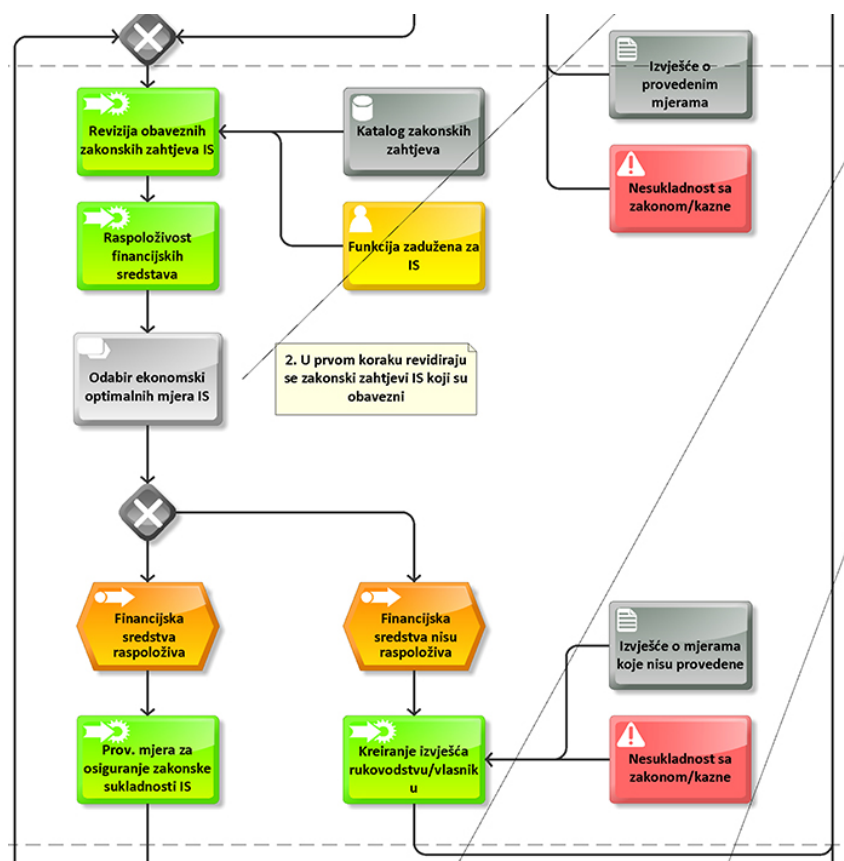 Izvješće o
provedenim
mjerama
Revizija obaveznih
zakonskih zahtjeva IS
Katalog zakonskih
zahtjeva
Nesukladnost sa
zakonom/kazne
Raspoloživost
financijskih
sredstava
Funkcija zadužena za
IS
Odabir ekonomski
optimalnih mjera IS
2. U prvom koraku revidiraju
se zakonski zahtjevi IS koji su
obavezni
Financijska
sredstva
raspoloživa
Financijska
sredstva nisu
raspoloživa
Izvješće o mjerama
koje nisu provedene
Prov. mjera za
osiguranje zakonske
sukladnosti IS
Kreiranje izvješća
rukovodstvu/vlasnik
u
Nesukladnost sa
zakonom/kazne